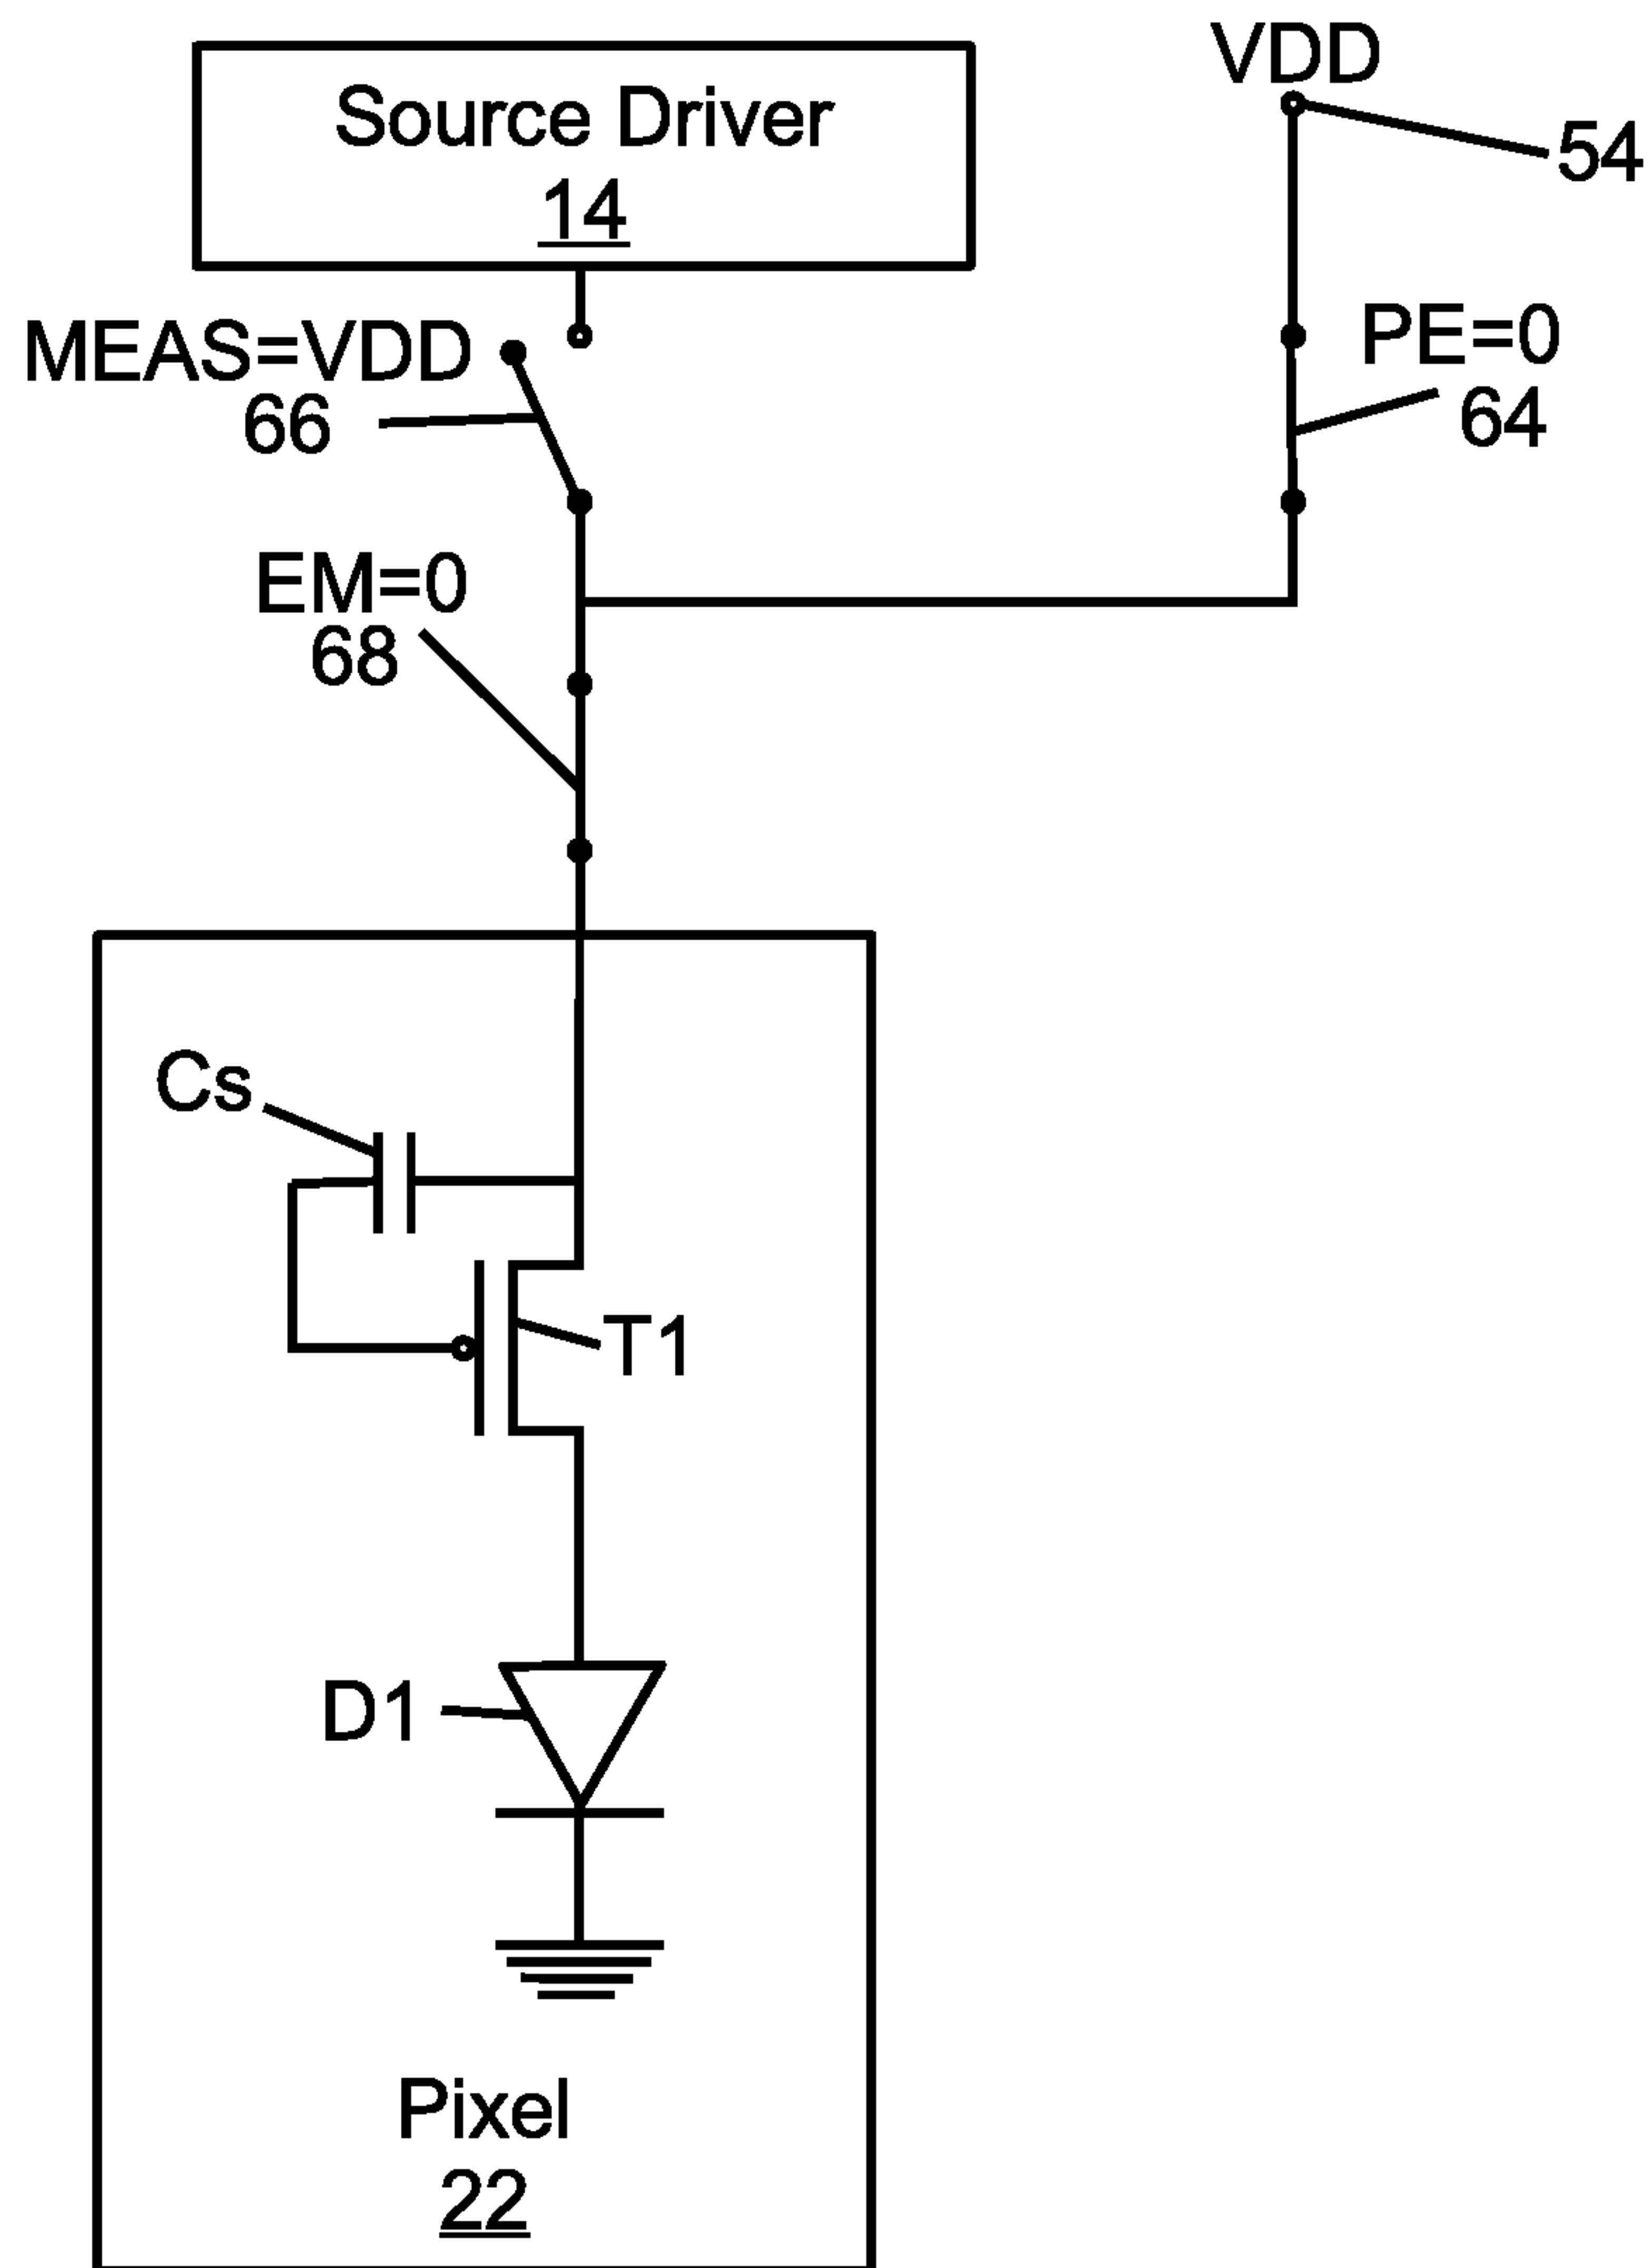 Source Driver
14
VDD
54
MEAS=VDD
66
PE=0
64
EM=0
68
Cs
T1
D1
Pixel
22